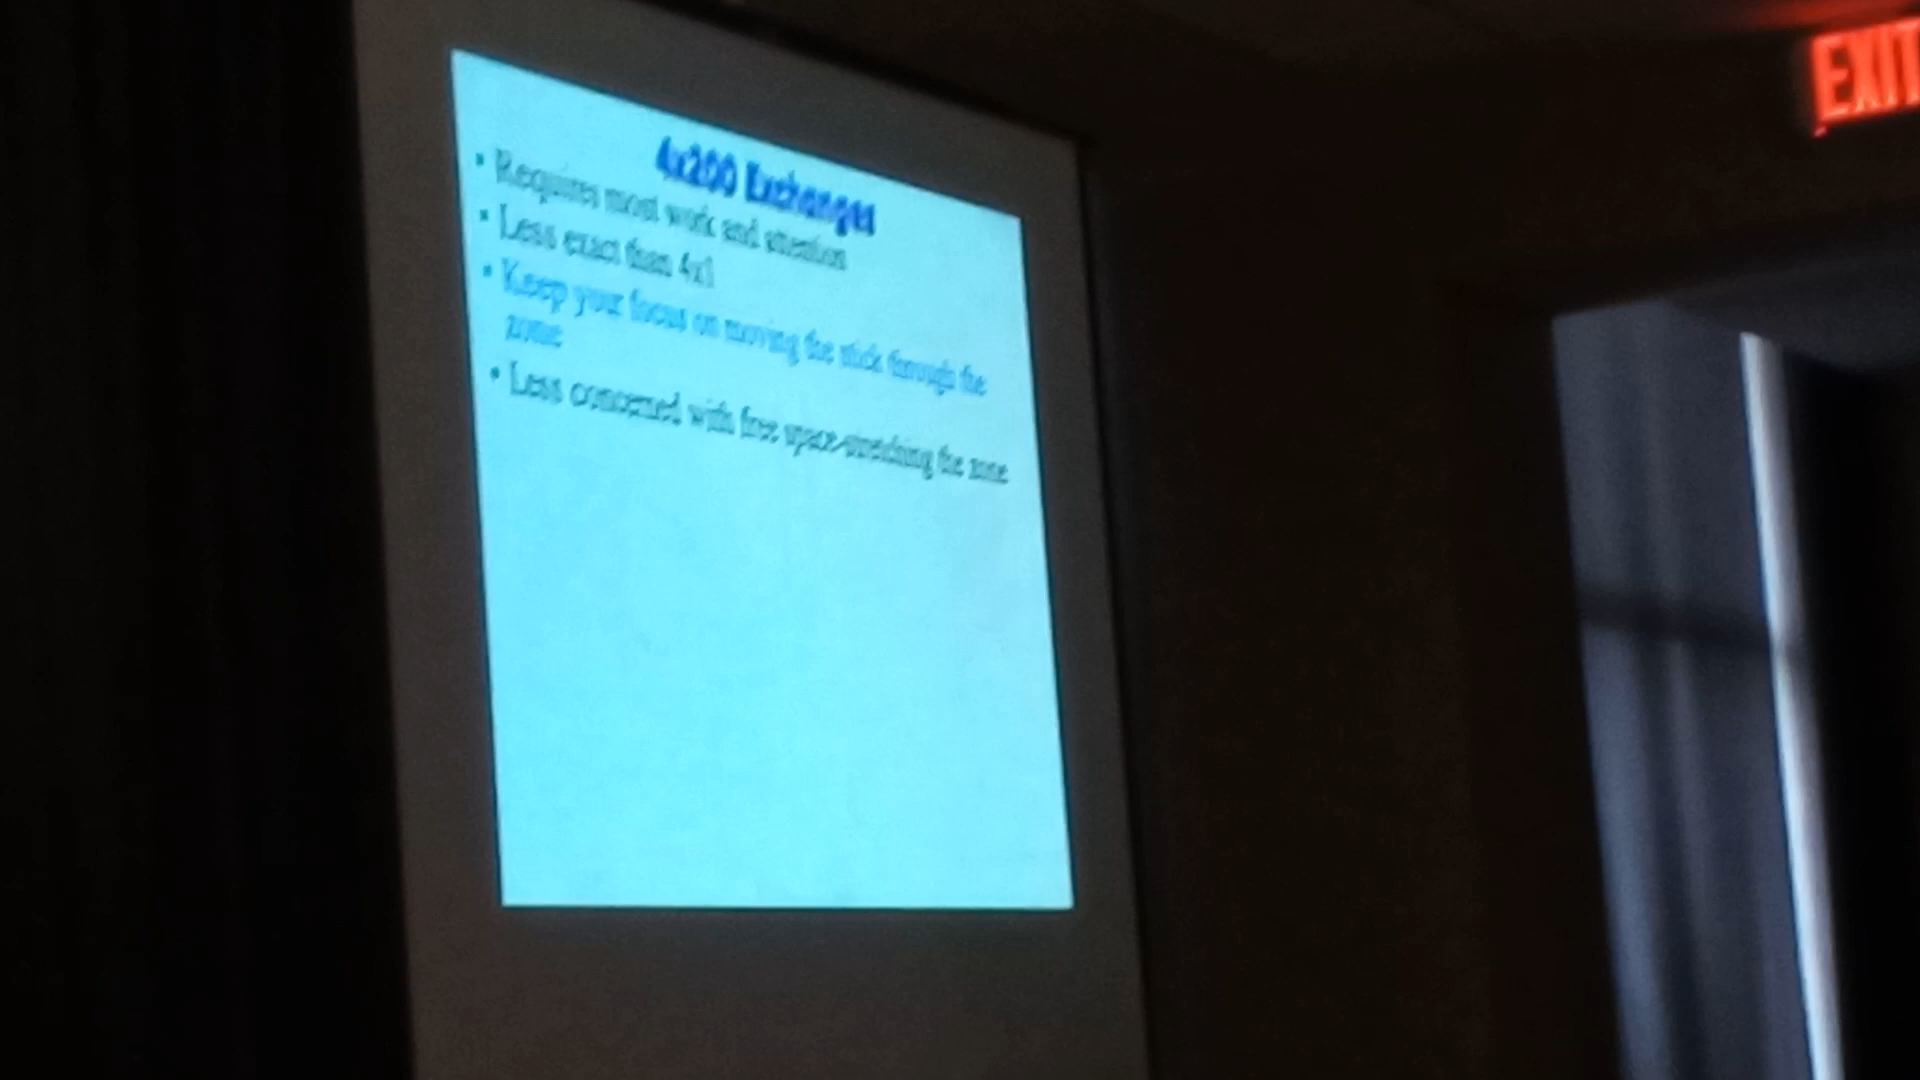 4x200 Exchanges
• Requires most work and attention
• Less exact than 4x1
• Keep your focus on moving the stick through the
zone
• Less concerned with free space-stretching the zone
EXIT